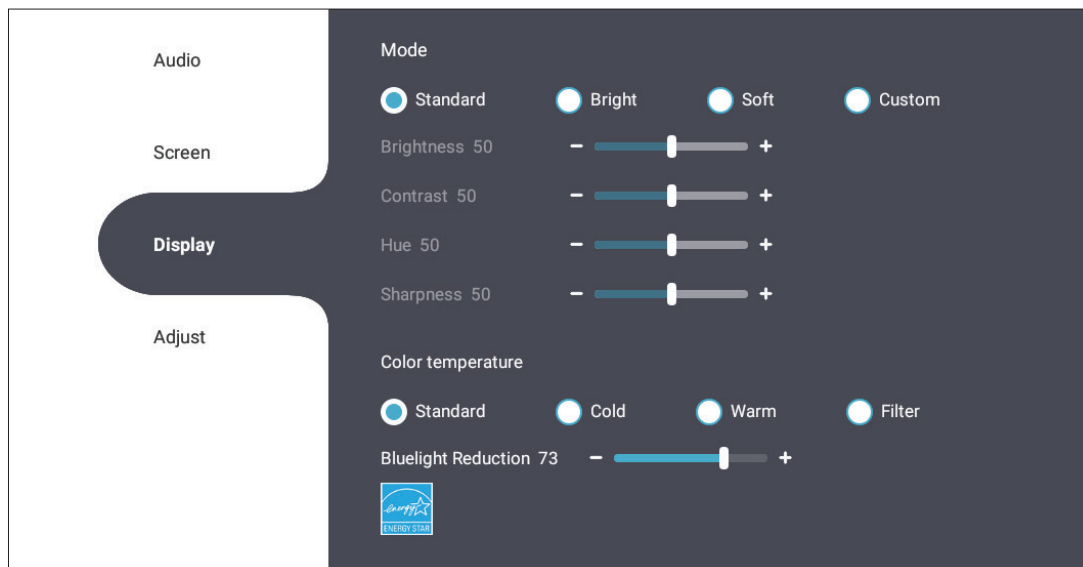 Audio
Screen
Display
Adjust
Mode
Standard Bright Soft Custom
Brightness 50 - +
Contrast 50 - +
Hue 50 - +
Sharpness 50 - +
Color temperature
Standard Cold Warm Filter
Bluelight Reduction 73 - +
energy
ENERGY STAR